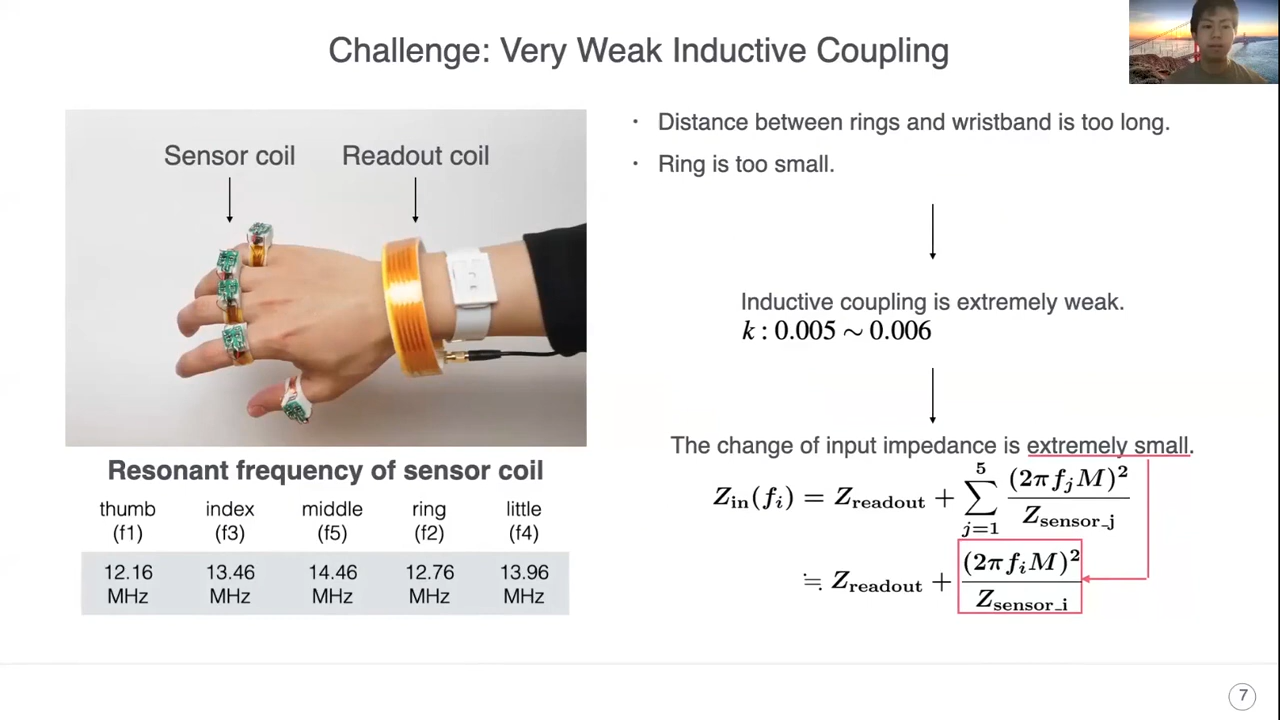 Challenge: Very Weak Inductive Coupling
Sensor coil
Readout coil
Resonant frequency of sensor coil
thumb index middle ring little
(f1) (f3) (f5) (f2) (f4)
12.16 13.46 14.46 12.76 13.96
MHz MHz MHz MHz MHz
· Distance between rings and wristband is too long.
· Ring is too small.
Inductive coupling is extremely weak.
k : 0.005 ∼ 0.006
The change of input impedance is extremely small.
Z_in(f_i) = Z_readout + ∑_{j=1}^{5} (2πf_jM)^2 / Z_sensor_j
≒ Z_readout + (2πf_iM)^2 / Z_sensor_i
7